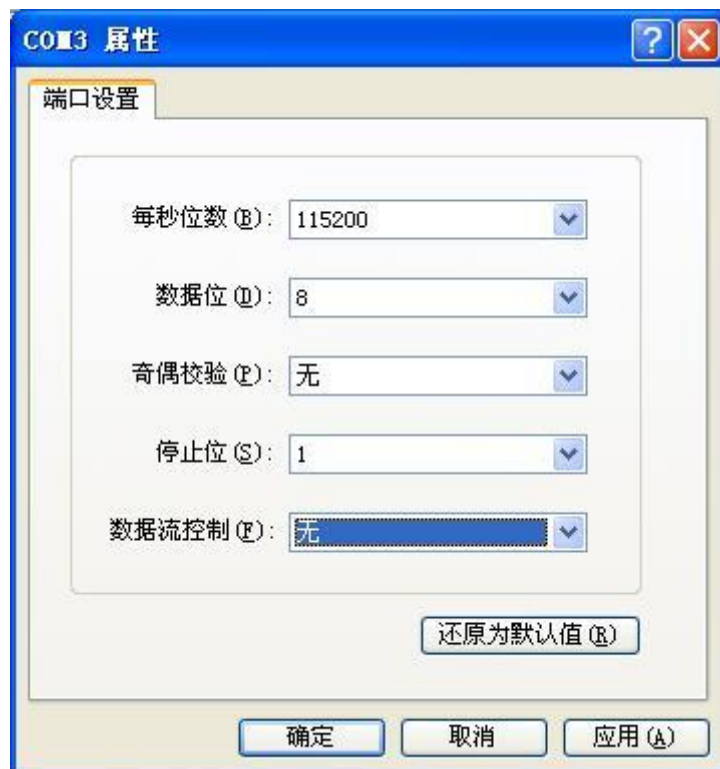 COM3 属性
端口设置
每秒位数(B): 115200
数据位(D): 8
奇偶校验(P): 无
停止位(S): 1
数据流控制(F): 无
还原为默认值(R)
确定 取消 应用(A)